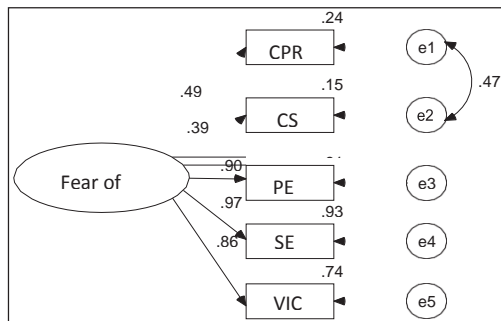 .24
CPR
e1
.47
.49
.15
CS
e2
.39
.90
Fear of
PE
e3
.97
.93
SE
e4
.86
.74
VIC
e5